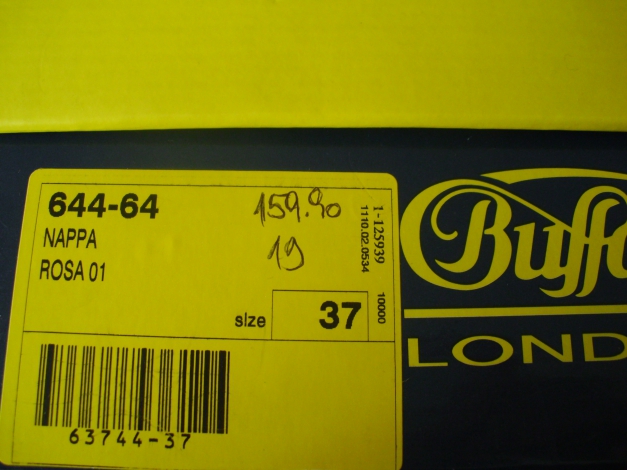 644-64
NAPPA
ROSA 01
159.90
19
1-125939
1110.02.0534
10000
size 37
63744-37
Buffa
LOND